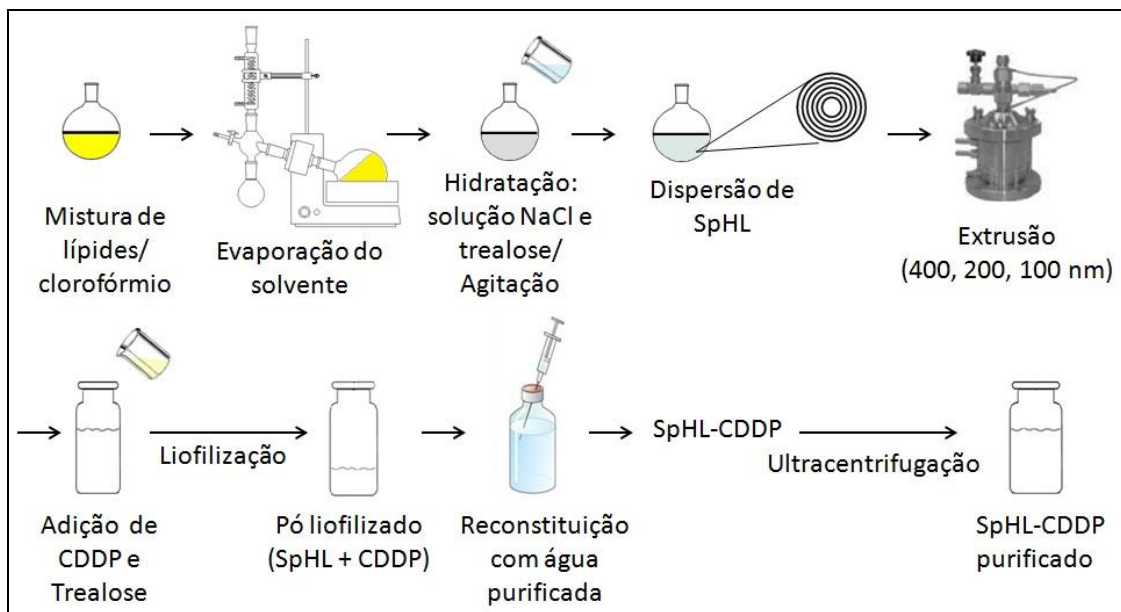 Mistura de
lípides/
clorofórmio
Evaporação do
solvente
Hidratação:
solução NaCl e
trealose/
Agitação
Dispersão de
SpHL
Extrusão
(400, 200, 100 nm)
Adição de
CDDP e
Trealose
Liofilização
Pó liofilizado
(SpHL + CDDP)
Reconstituição
com água
purificada
SpHL-CDDP
Ultracentrifugação
SpHL-CDDP
purificado